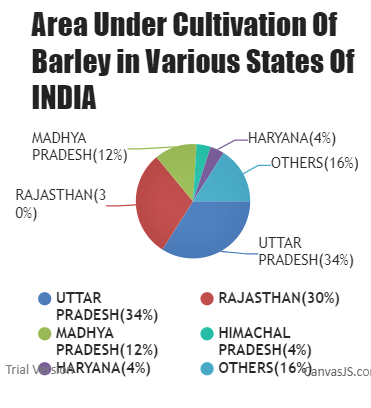 Area Under Cultivation Of
Barley in Various States Of
INDIA
MADHYA
PRADESH(12%)
HARYANA(4%)
OTHERS(16%)
RAJASTHAN(3
0%)
UTTAR
PRADESH(34%)
UTTAR
PRADESH(34%)
RAJASTHAN(30%)
MADHYA
PRADESH(12%)
HIMACHAL
PRADESH(4%)
Trial Version
HARYANA(4%)
OTHERS(16%)
CanvasJS.com